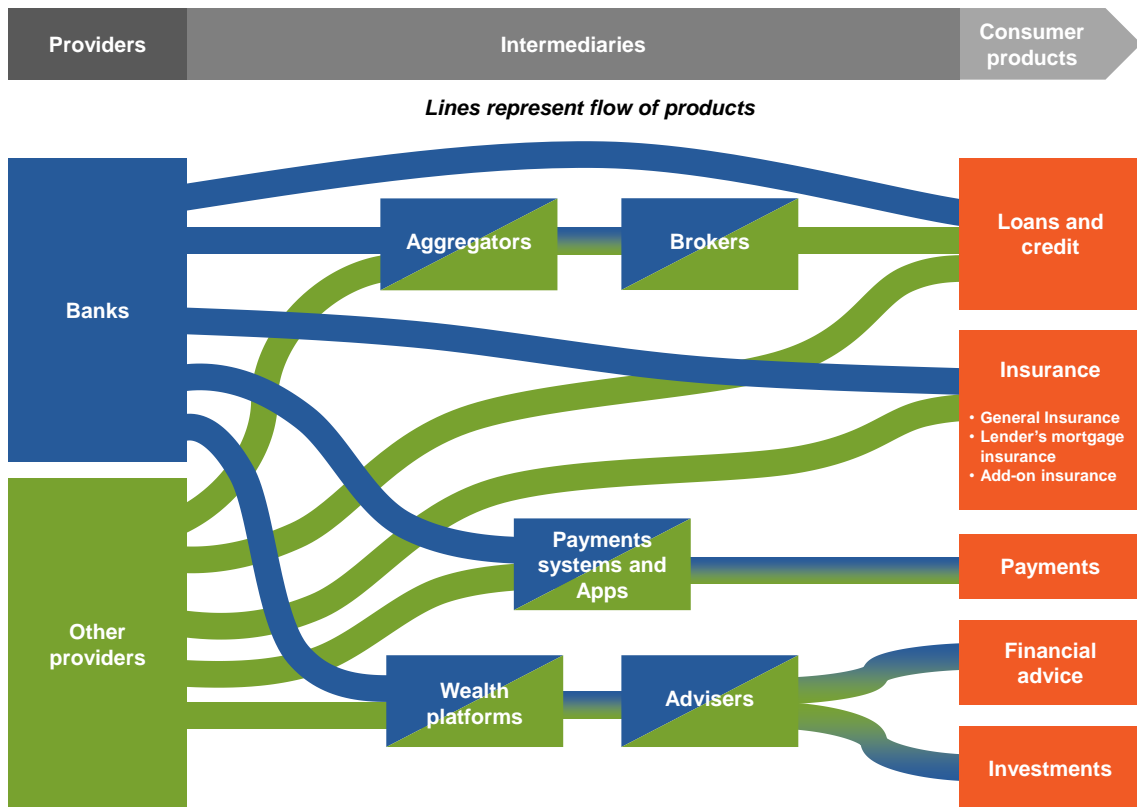 Providers
Intermediaries
Consumer
products
Lines represent flow of products
Banks
Aggregators
Brokers
Loans and
credit
Insurance
• General Insurance
• Lender's mortgage
insurance
• Add-on insurance
Other
providers
Payments
systems and
Apps
Payments
Wealth
platforms
Advisers
Financial
advice
Investments